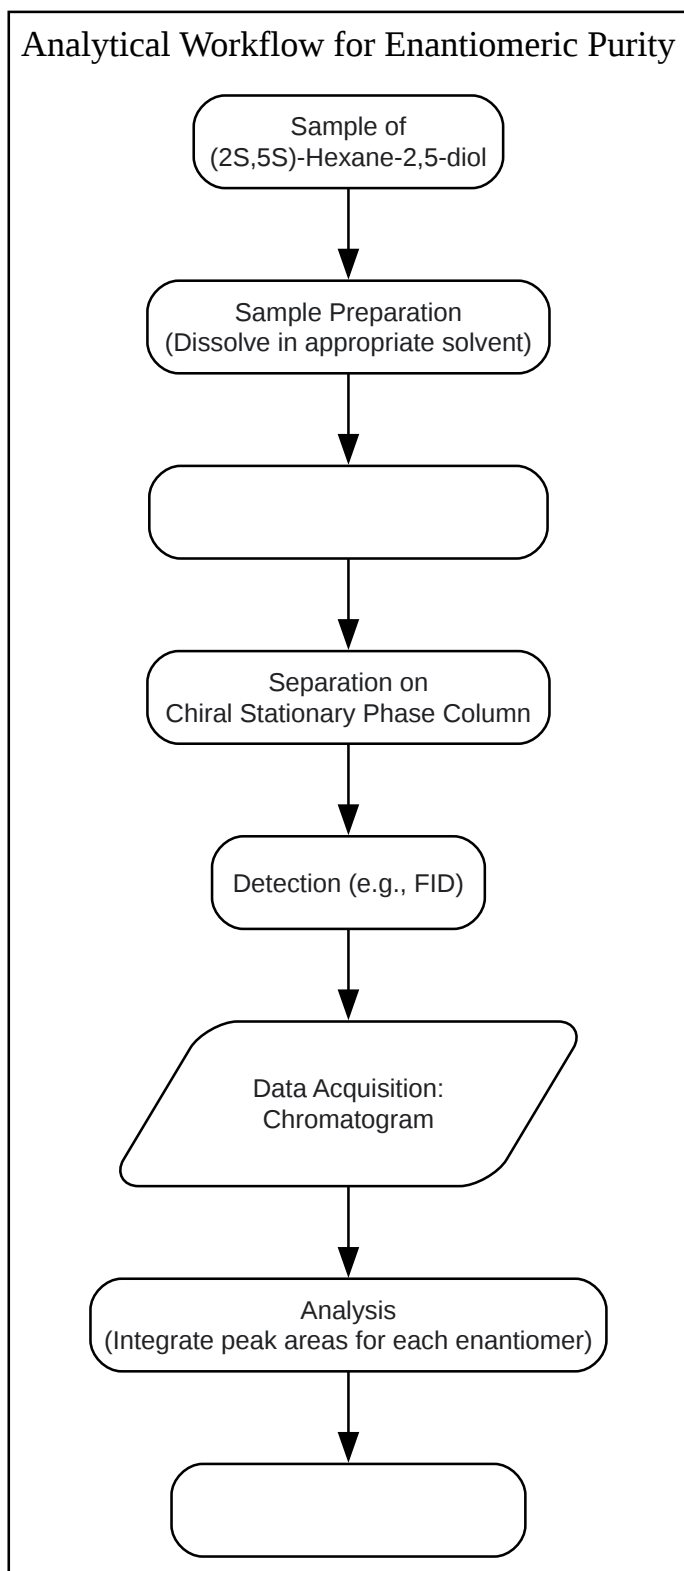 Analytical Workflow for Enantiomeric Purity
Sample of
(2S,5S)-Hexane-2,5-diol
Sample Preparation
(Dissolve in appropriate solvent)
Separation on
Chiral Stationary Phase Column
Detection (e.g., FID)
Data Acquisition:
Chromatogram
Analysis
(Integrate peak areas for each enantiomer)